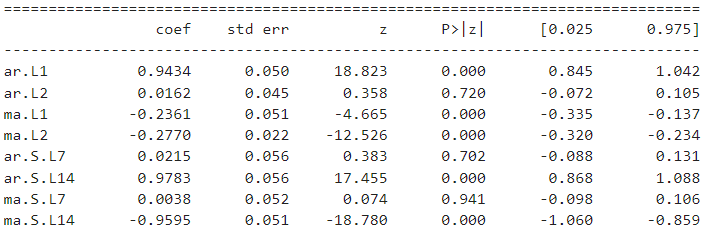 ==============================================================================
                 coef    std err          z      P>|z|      [0.025      0.975]
------------------------------------------------------------------------------
ar.L1          0.9434      0.050     18.823      0.000       0.845       1.042
ar.L2          0.0162      0.045      0.358      0.720      -0.072       0.105
ma.L1         -0.2361      0.051     -4.665      0.000      -0.335      -0.137
ma.L2         -0.2770      0.022    -12.526      0.000      -0.320      -0.234
ar.S.L7        0.0215      0.056      0.383      0.702      -0.088       0.131
ar.S.L14       0.9783      0.056     17.455      0.000       0.868       1.088
ma.S.L7        0.0038      0.052      0.074      0.941      -0.098       0.106
ma.S.L14      -0.9595      0.051    -18.780      0.000      -1.060      -0.859